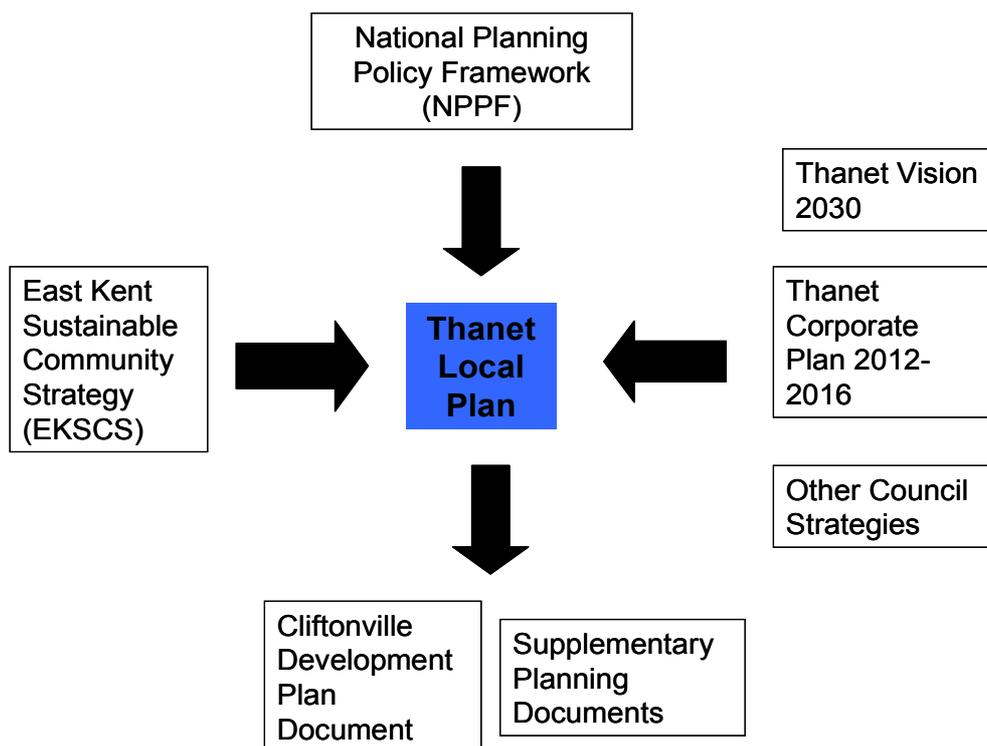 National Planning
Policy Framework
(NPPF)
Thanet Vision
2030
East Kent
Sustainable
Community
Strategy
(EKSCS)
Thanet
Local
Plan
Thanet
Corporate
Plan 2012-
2016
Other Council
Strategies
Cliftonville
Development
Plan
Document
Supplementary
Planning
Documents